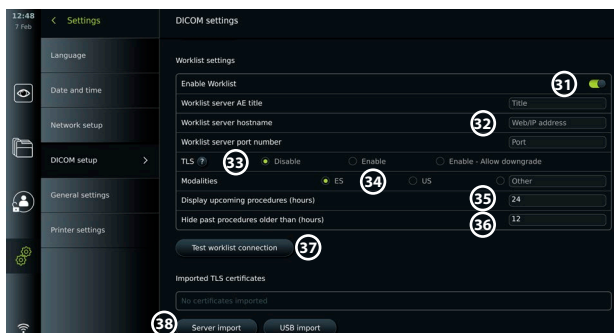 12:48
7 Feb
Settings
DICOM settings
Language
Date and time
Network setup
DICOM setup
General settings
Printer settings
Worklist settings
Enable Worklist 31
Worklist server AE title Title
Worklist server hostname 32 Web/IP address
Worklist server port number Port
TLS ? 33 Disable Enable Enable - Allow downgrade
Modalities ES 34 US Other
Display upcoming procedures (hours) 35 24
Hide past procedures older than (hours) 36 12
Test worklist connection 37
Imported TLS certificates
No certificates imported
38 Server import USB import